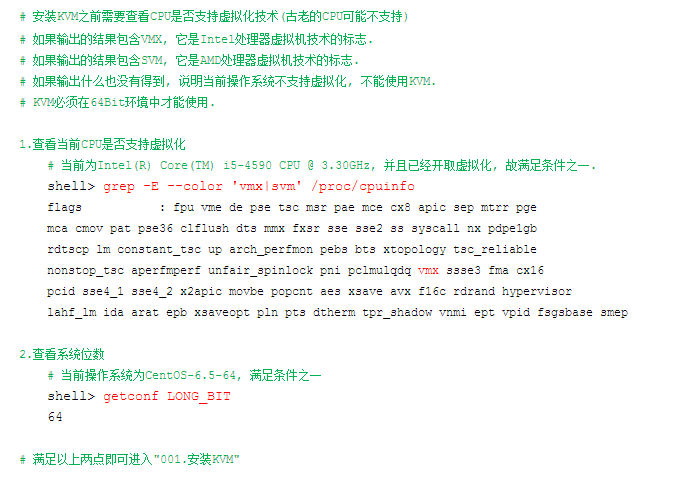 # 安装KVM之前需要查看CPU是否支持虚拟化技术(古老的CPU可能不支持)
# 如果输出的结果包含VMX, 它是Intel处理器虚拟机技术的标志.
# 如果输出的结果包含SVM, 它是AMD处理器虚拟机技术的标志.
# 如果输出什么也没有得到, 说明当前操作系统不支持虚拟化, 不能使用KVM.
# KVM必须在64Bit环境中才能使用.
1.查看当前CPU是否支持虚拟化
# 当前为Intel(R) Core(TM) i5-4590 CPU @ 3.30GHz, 并且已经开取虚拟化, 故满足条件之一.
shell> grep -E --color 'vmx|svm' /proc/cpuinfo
flags : fpu vme de pse tsc msr pae mce cx8 apic sep mtrr pge
mca cmov pat pse36 clflush dts mmx fxsr sse sse2 ss syscall nx pdpe1gb
rdtscp lm constant_tsc up arch_perfmon pebs bts xtopology tsc_reliable
nonstop_tsc aperfmperf unfair_spinlock pni pclmulqdq vmx ssse3 fma cx16
pcid sse4_1 sse4_2 x2apic movbe popcnt aes xsave avx f16c rdrand hypervisor
lahf_lm ida arat epb xsaveopt pln pts dtherm tpr_shadow vnmi ept vpid fsgsbase smep
2.查看系统位数
# 当前操作系统为CentOS-6.5-64, 满足条件之一
shell> getconf LONG_BIT
64
# 满足以上两点即可进入"001.安装KVM"